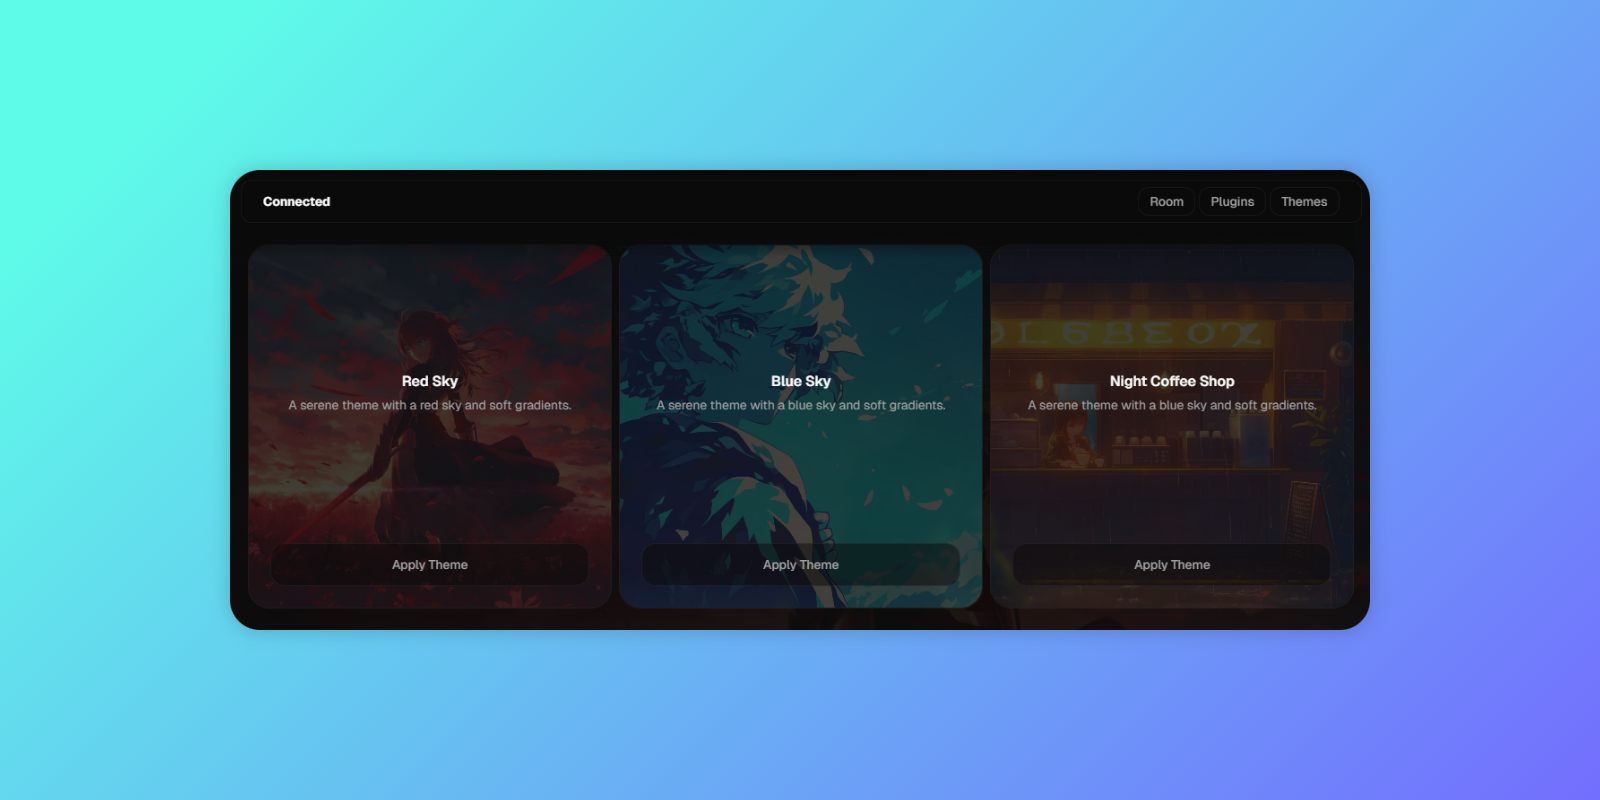 Connected
Room Plugins Themes
Red Sky
A serene theme with a red sky and soft gradients.
Apply Theme
Blue Sky
A serene theme with a blue sky and soft gradients.
Apply Theme
Night Coffee Shop
A serene theme with a blue sky and soft gradients.
Apply Theme